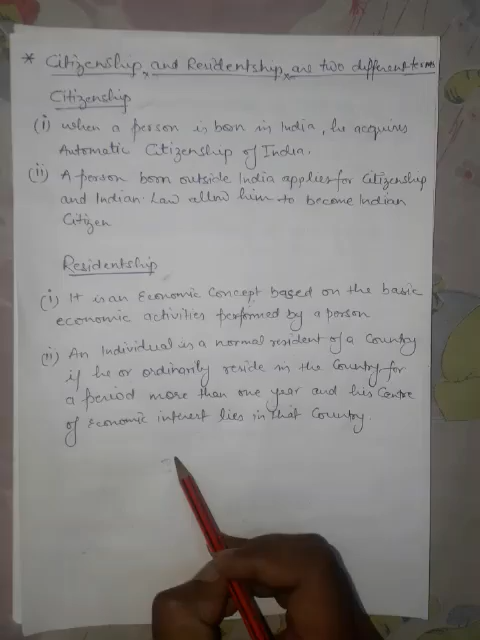 * Citizenship and Residentship are two different terms
Citizenship
(i) When a person is born in India, he acquires
Automatic Citizenship of India.
(ii) A person born outside India applies for Citizenship
and Indian Law allow him to become Indian
Citizen
Residentship
(i) It is an Economic Concept based on the basic
economic activities performed by a person
(ii) An Individual is a normal resident of a Country
if he or ordinarily reside in the Country for
a period more than one year and his Centre
of Economic interest lies in that Country.